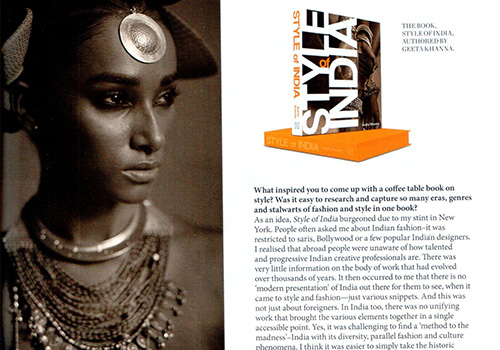 STYLE of INDIA
STYLE
of
INDIA
STYLE OF INDIA
THE BOOK,
STYLE OF INDIA,
AUTHORED BY
GEETA KHANNA.
What inspired you to come up with a coffee table book on
style? Was it easy to research and capture so many eras, genres
and stalwarts of fashion and style in one book?
As an idea, Style of India burgeoned due to my stint in New
York. People often asked me about Indian fashion–it was
restricted to saris, Bollywood or a few popular Indian designers.
I realised that abroad people were unaware of how talented
and progressive Indian creative professionals are. There was
very little information on the body of work that had evolved
over thousands of years. It then occurred to me that there is no
'modern presentation' of India out there for them to see, when it
came to style and fashion—just various snippets. And this was
not just about foreigners. In India too, there was no unifying
work that brought the various elements together in a single
accessible point. Yes, it was challenging to find a 'method to the
madness'–India with its diversity, parallel fashion and culture
phenomena. I think it was easier to simply take the historic